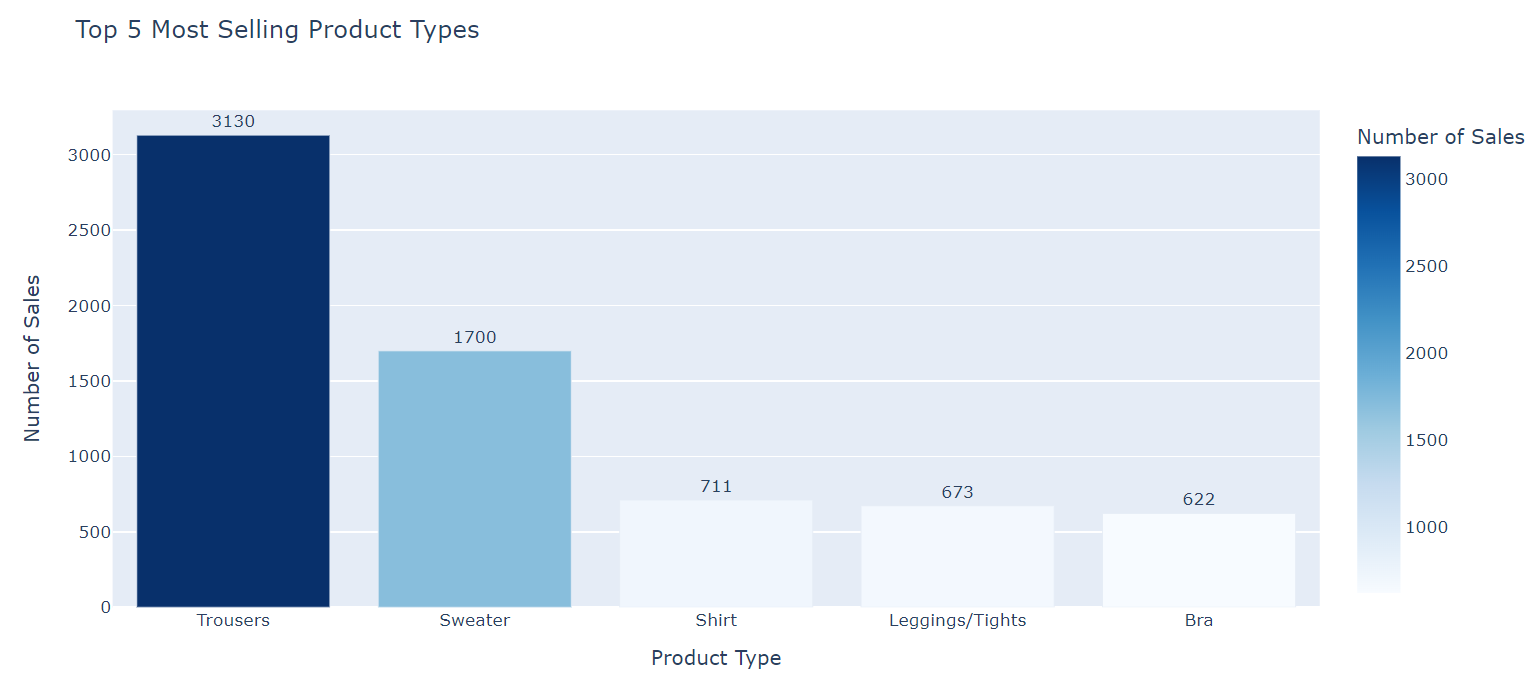 Top 5 Most Selling Product Types
3130
1700
711
673
622
3000
2500
2000
1500
1000
500
0
Number of Sales
Trousers
Sweater
Shirt
Leggings/Tights
Bra
Product Type
Number of Sales
3000
2500
2000
1500
1000